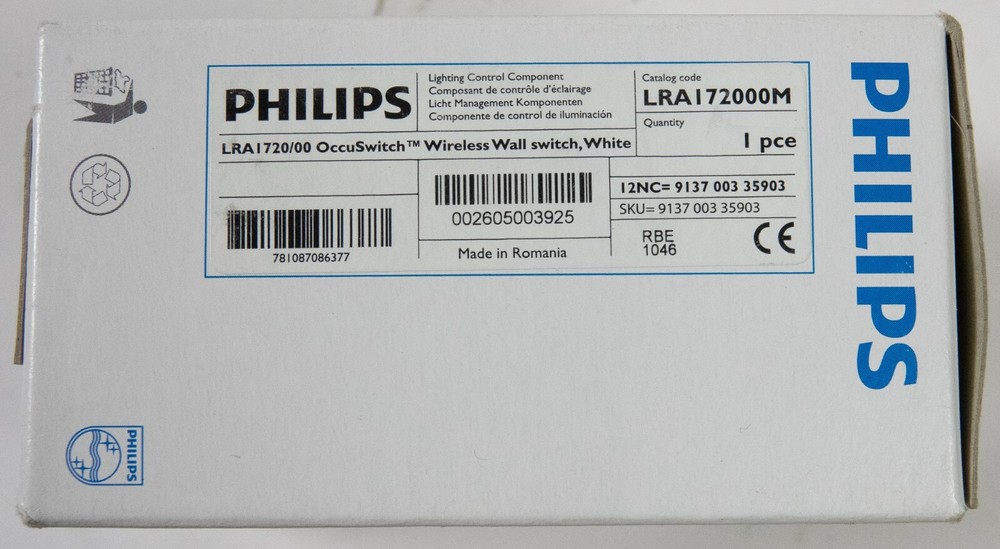 PHILIPS
Lighting Control Component
Composant de contrôle d'éclairage
Licht Management Komponenten
Componente de control de iluminación
Catalog code
LRA172000M
Quantity
1 pce
LRA1720/00 OccuSwitch™ Wireless Wall switch, White
781087086377
002605003925
Made in Romania
12NC= 9137 003 35903
SKU= 9137 003 35903
RBE
1046
CE
PHILIPS
PHILIPS